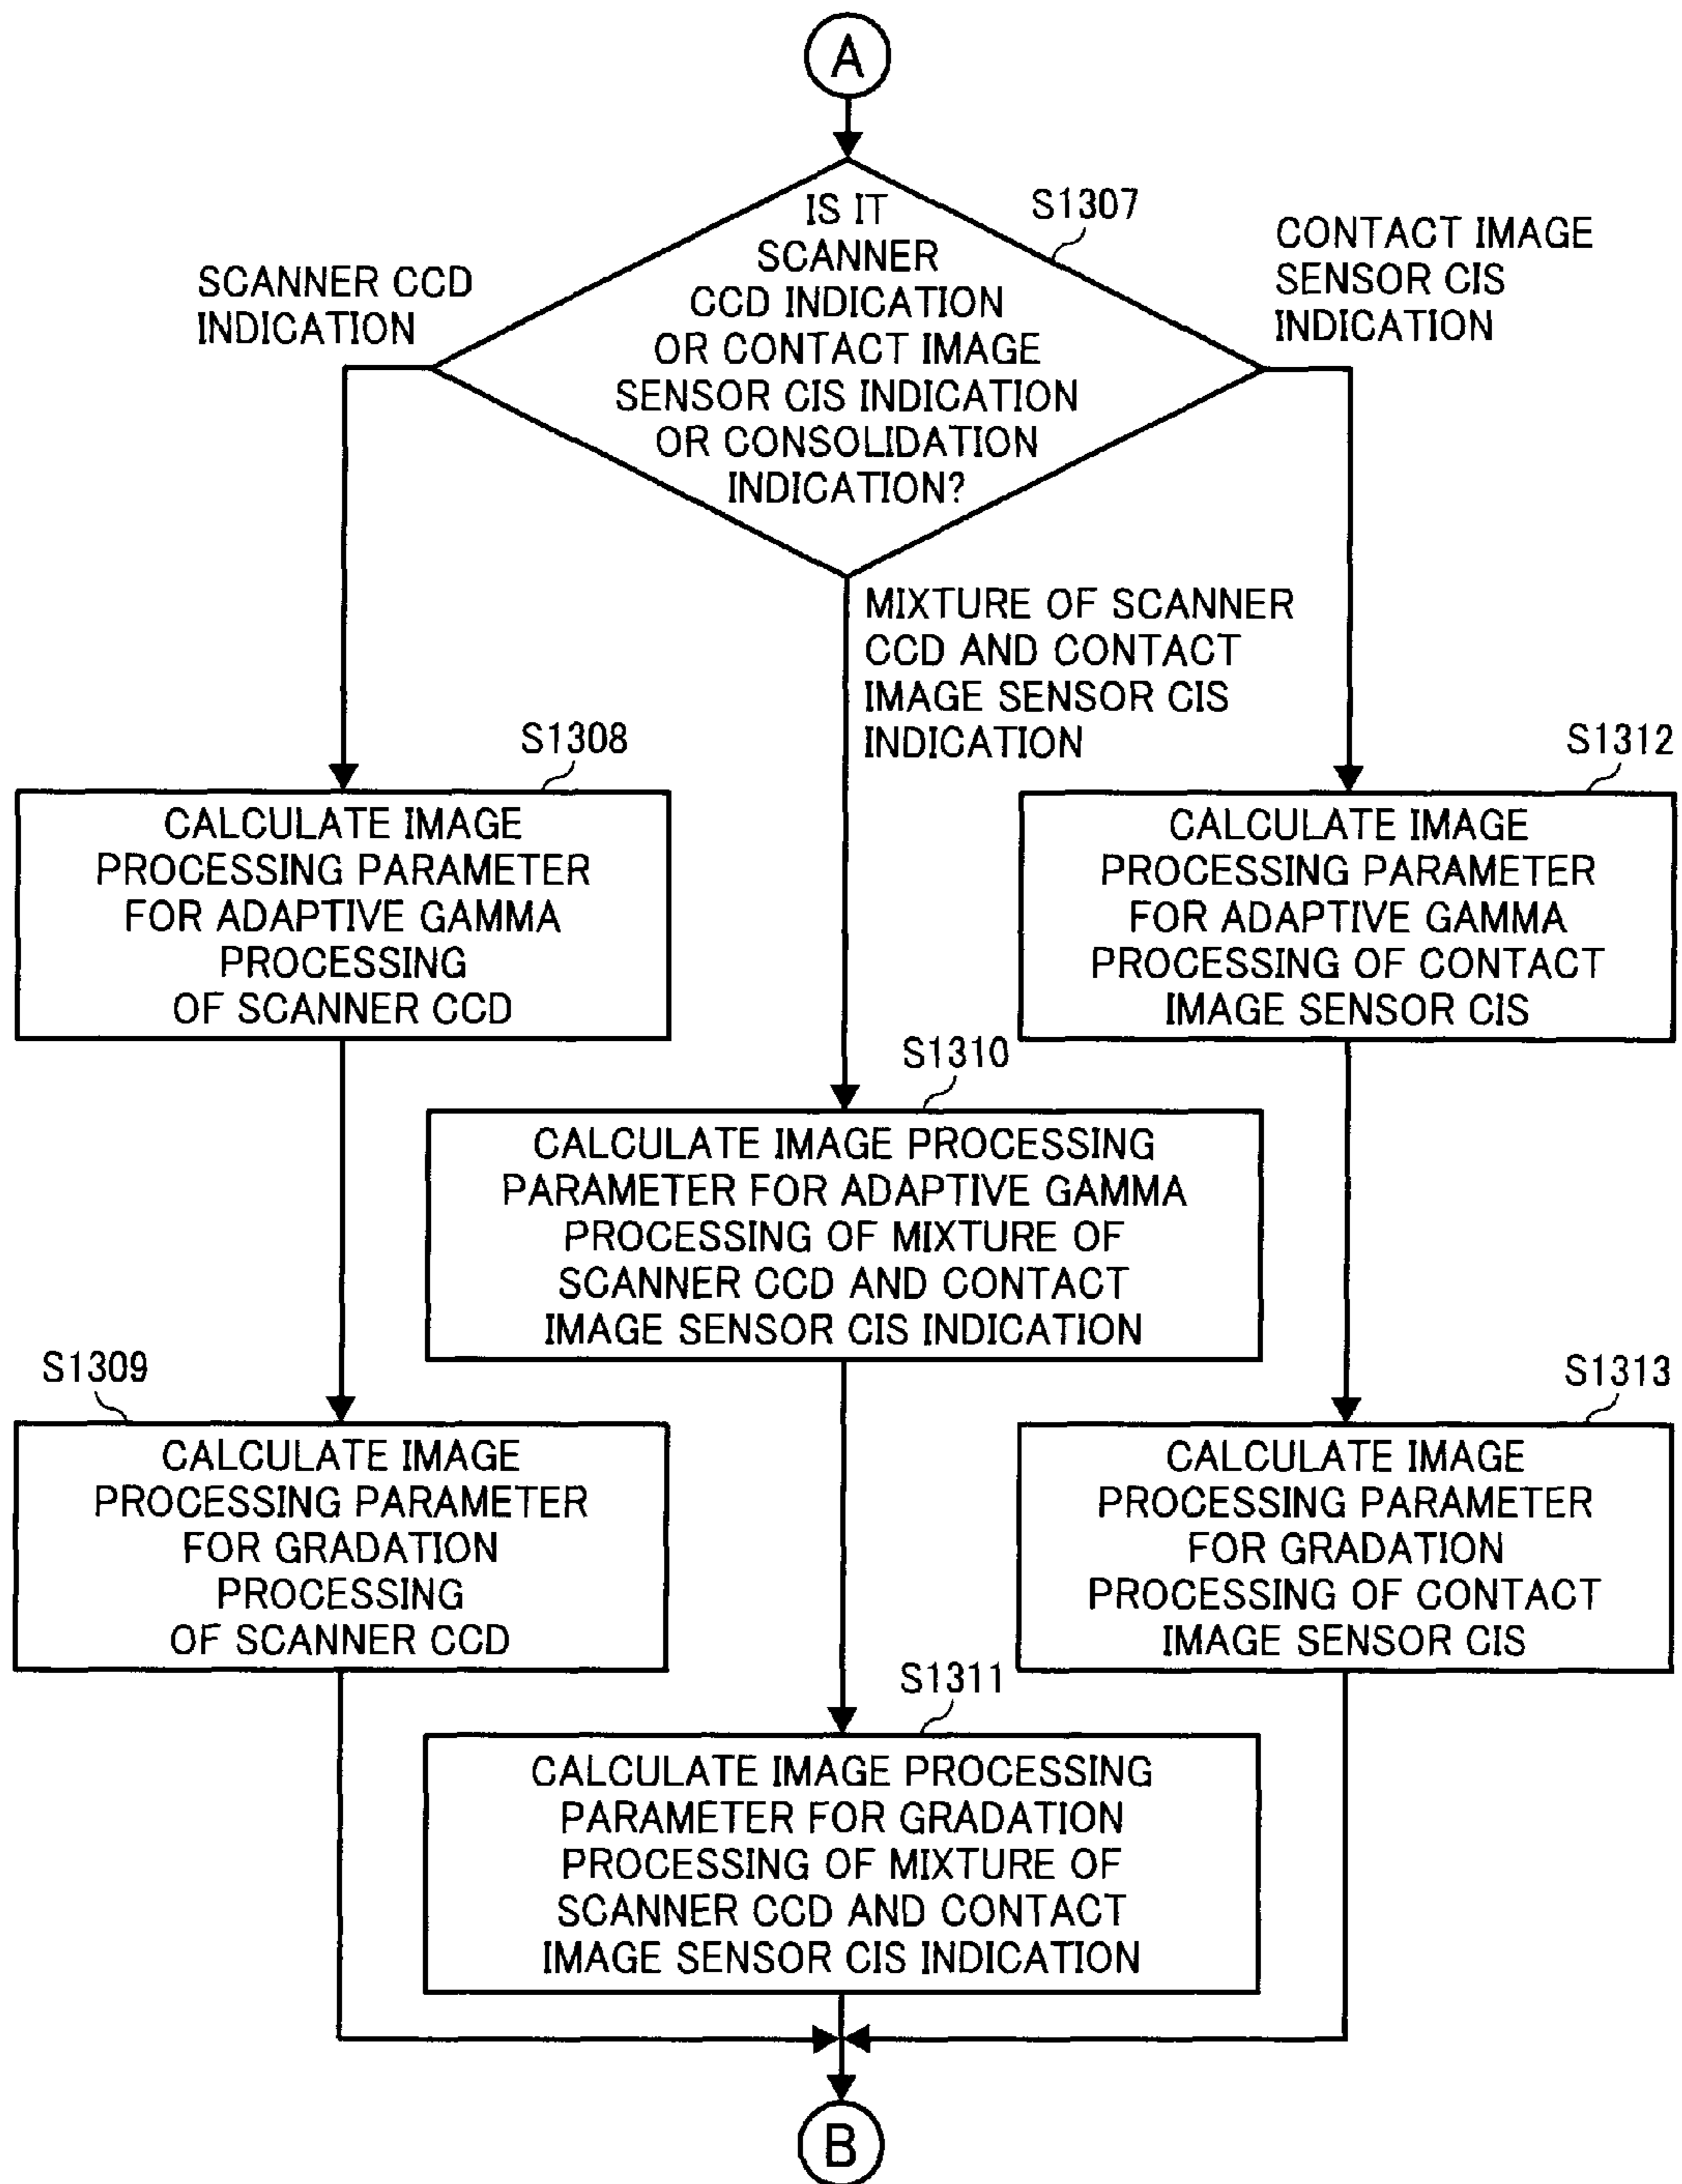 A
IS IT
SCANNER
CCD INDICATION
OR CONTACT IMAGE
SENSOR CIS INDICATION
OR CONSOLIDATION
INDICATION?
S1307
SCANNER CCD
INDICATION
CONTACT IMAGE
SENSOR CIS
INDICATION
MIXTURE OF SCANNER
CCD AND CONTACT
IMAGE SENSOR CIS
INDICATION
S1308
CALCULATE IMAGE
PROCESSING PARAMETER
FOR ADAPTIVE GAMMA
PROCESSING
OF SCANNER CCD
S1312
CALCULATE IMAGE
PROCESSING PARAMETER
FOR ADAPTIVE GAMMA
PROCESSING OF CONTACT
IMAGE SENSOR CIS
S1310
CALCULATE IMAGE PROCESSING
PARAMETER FOR ADAPTIVE GAMMA
PROCESSING OF MIXTURE OF
SCANNER CCD AND CONTACT
IMAGE SENSOR CIS INDICATION
S1309
CALCULATE IMAGE
PROCESSING PARAMETER
FOR GRADATION
PROCESSING
OF SCANNER CCD
S1313
CALCULATE IMAGE
PROCESSING PARAMETER
FOR GRADATION
PROCESSING OF CONTACT
IMAGE SENSOR CIS
S1311
CALCULATE IMAGE PROCESSING
PARAMETER FOR GRADATION
PROCESSING OF MIXTURE OF
SCANNER CCD AND CONTACT
IMAGE SENSOR CIS INDICATION
B